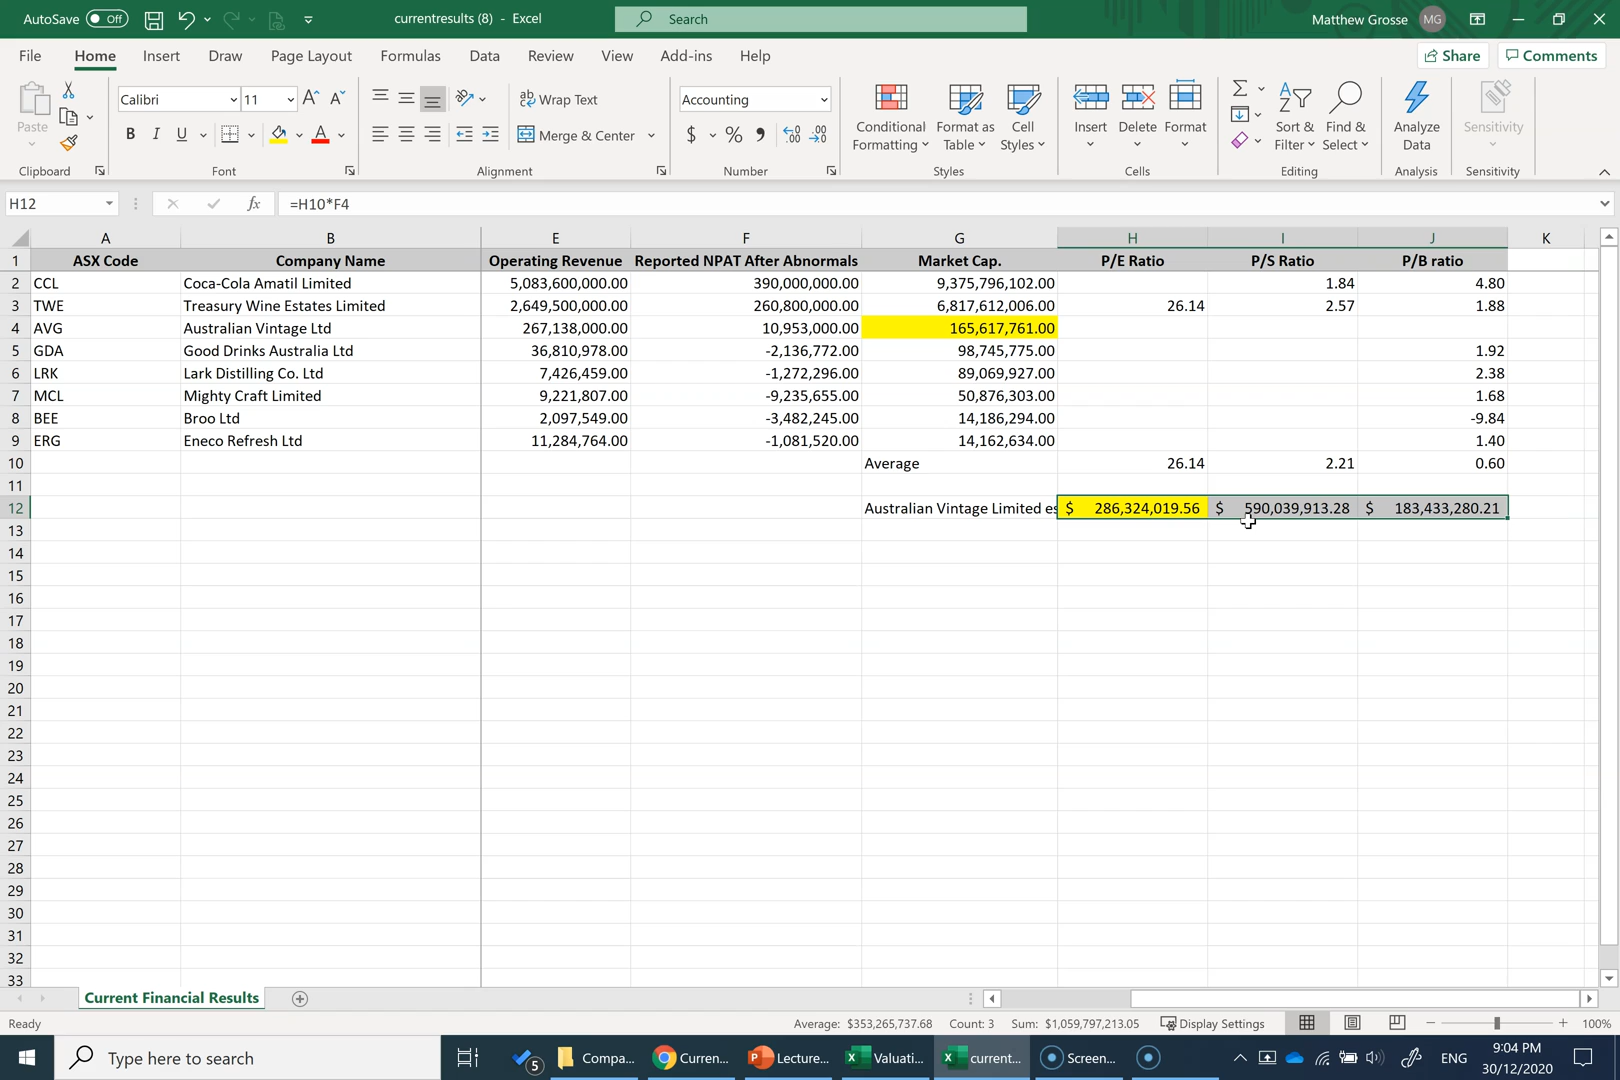 AutoSave Off currentresults (8) - Excel Search Matthew Grosse MG
File Home Insert Draw Page Layout Formulas Data Review View Add-ins Help Share Comments
Paste Calibri 11 Wrap Text Accounting Conditional Formatting Format as Table Cell Styles Insert Delete Format Sort & Filter Find & Select Analyze Data Sensitivity
B I U Merge & Center $ % 9
Clipboard Font Alignment Number Styles Cells Editing Analysis Sensitivity
H12 fx =H10*F4
A B E F G H I J K
1 ASX Code Company Name Operating Revenue Reported NPAT After Abnormals Market Cap. P/E Ratio P/S Ratio P/B ratio
2 CCL Coca-Cola Amatil Limited 5,083,600,000.00 390,000,000.00 9,375,796,102.00 1.84 4.80
3 TWE Treasury Wine Estates Limited 2,649,500,000.00 260,800,000.00 6,817,612,006.00 26.14 2.57 1.88
4 AVG Australian Vintage Ltd 267,138,000.00 10,953,000.00 165,617,761.00
5 GDA Good Drinks Australia Ltd 36,810,978.00 -2,136,772.00 98,745,775.00 1.92
6 LRK Lark Distilling Co. Ltd 7,426,459.00 -1,272,296.00 89,069,927.00 2.38
7 MCL Mighty Craft Limited 9,221,807.00 -9,235,655.00 50,876,303.00 1.68
8 BEE Broo Ltd 2,097,549.00 -3,482,245.00 14,186,294.00 -9.84
9 ERG Eneco Refresh Ltd 11,284,764.00 -1,081,520.00 14,162,634.00 1.40
10 Average 26.14 2.21 0.60
11
12 Australian Vintage Limited es $ 286,324,019.56 $ 590,039,913.28 $ 183,433,280.21
13
14
15
16
17
18
19
20
21
22
23
24
25
26
27
28
29
30
31
32
33
Current Financial Results
Ready Average: $353,265,737.68 Count: 3 Sum: $1,059,797,213.05 Display Settings 100%
Type here to search 5 Compa... Curren... Lecture... Valuati... current... Screen... ENG 9:04 PM
30/12/2020